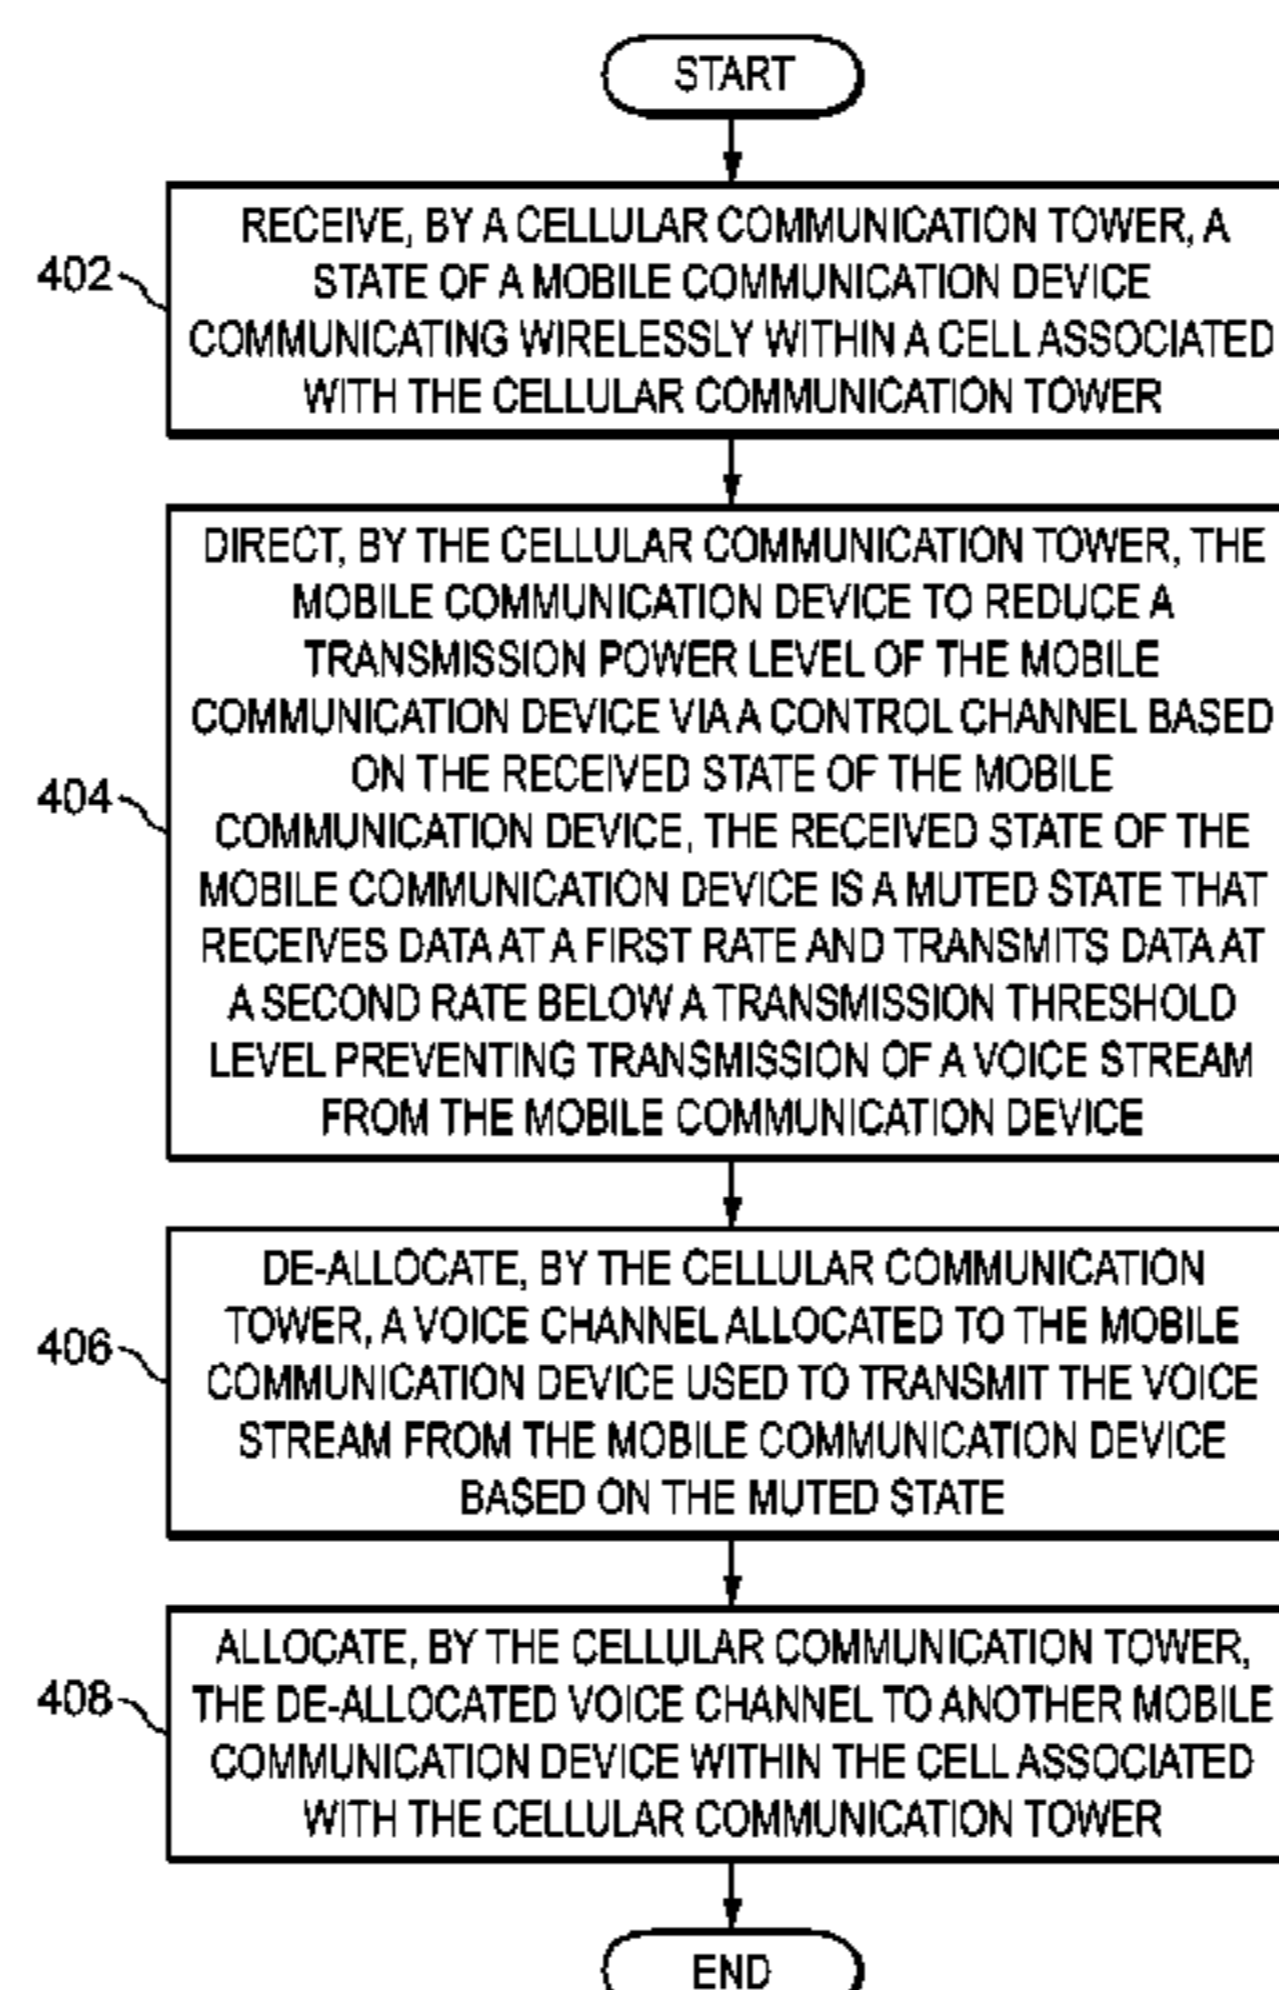 START
402
RECEIVE, BY A CELLULAR COMMUNICATION TOWER, A
STATE OF A MOBILE COMMUNICATION DEVICE
COMMUNICATING WIRELESSLY WITHIN A CELL ASSOCIATED
WITH THE CELLULAR COMMUNICATION TOWER
404
DIRECT, BY THE CELLULAR COMMUNICATION TOWER, THE
MOBILE COMMUNICATION DEVICE TO REDUCE A
TRANSMISSION POWER LEVEL OF THE MOBILE
COMMUNICATION DEVICE VIA A CONTROL CHANNEL BASED
ON THE RECEIVED STATE OF THE MOBILE
COMMUNICATION DEVICE, THE RECEIVED STATE OF THE
MOBILE COMMUNICATION DEVICE IS A MUTED STATE THAT
RECEIVES DATA AT A FIRST RATE AND TRANSMITS DATA AT
A SECOND RATE BELOW A TRANSMISSION THRESHOLD
LEVEL PREVENTING TRANSMISSION OF A VOICE STREAM
FROM THE MOBILE COMMUNICATION DEVICE
406
DE-ALLOCATE, BY THE CELLULAR COMMUNICATION
TOWER, A VOICE CHANNEL ALLOCATED TO THE MOBILE
COMMUNICATION DEVICE USED TO TRANSMIT THE VOICE
STREAM FROM THE MOBILE COMMUNICATION DEVICE
BASED ON THE MUTED STATE
408
ALLOCATE, BY THE CELLULAR COMMUNICATION TOWER,
THE DE-ALLOCATED VOICE CHANNEL TO ANOTHER MOBILE
COMMUNICATION DEVICE WITHIN THE CELL ASSOCIATED
WITH THE CELLULAR COMMUNICATION TOWER
END